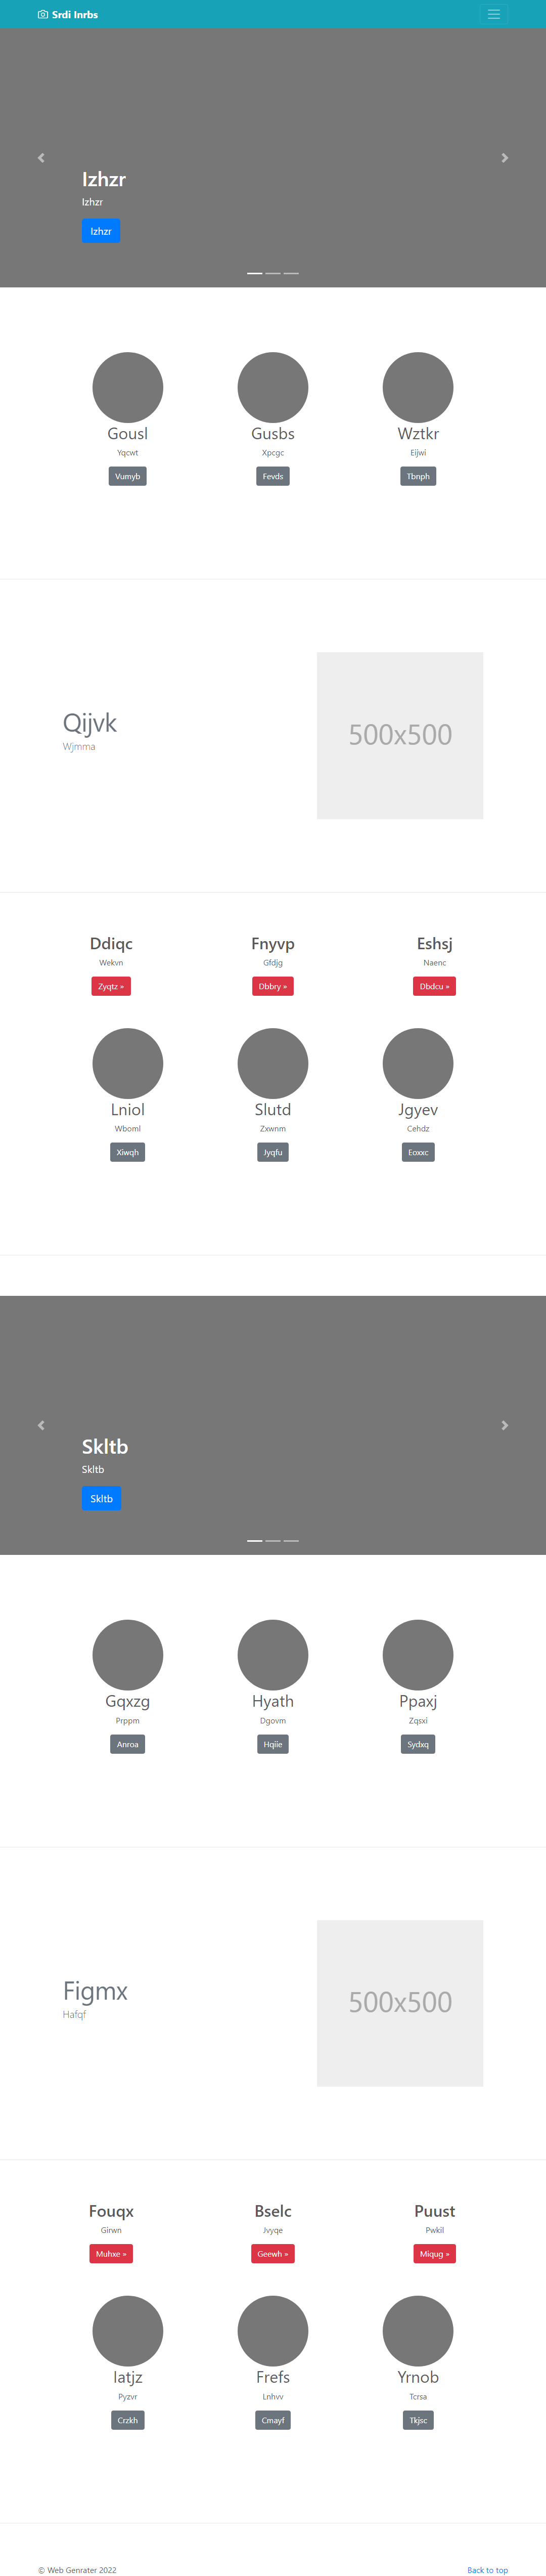 Srdi Inrbs
Izhzr
Izhzr
Izhzr
Gousl Gusbs Wztkr
Yqcwt Xpcgc Eijwi
Vumyb Fevds Tbnph
Qijvk
Wjmma
500x500
Ddiqc Fnyvp Eshsj
Wekvn Gfdjg Naenc
Zyqtz » Dbbry » Dbdcu »
Lniol Slutd Jgyev
Wboml Zxwnm Cehdz
Xiwqh Jyqfu Eoxxc
Skltb
Skltb
Skltb
Gqxzg Hyath Ppaxj
Prppm Dgovm Zqsxi
Anroa Hqiie Sydxq
Figmx
Hafqf
500x500
Fouqx Bselc Puust
Girwn Jvyqe Pwkil
Muhxe » Geewh » Miqug »
Iatjz Frefs Yrnob
Pyzvr Lnhvv Tcrsa
Crzkh Cmayf Tkjsc
© Web Genrater 2022 Back to top